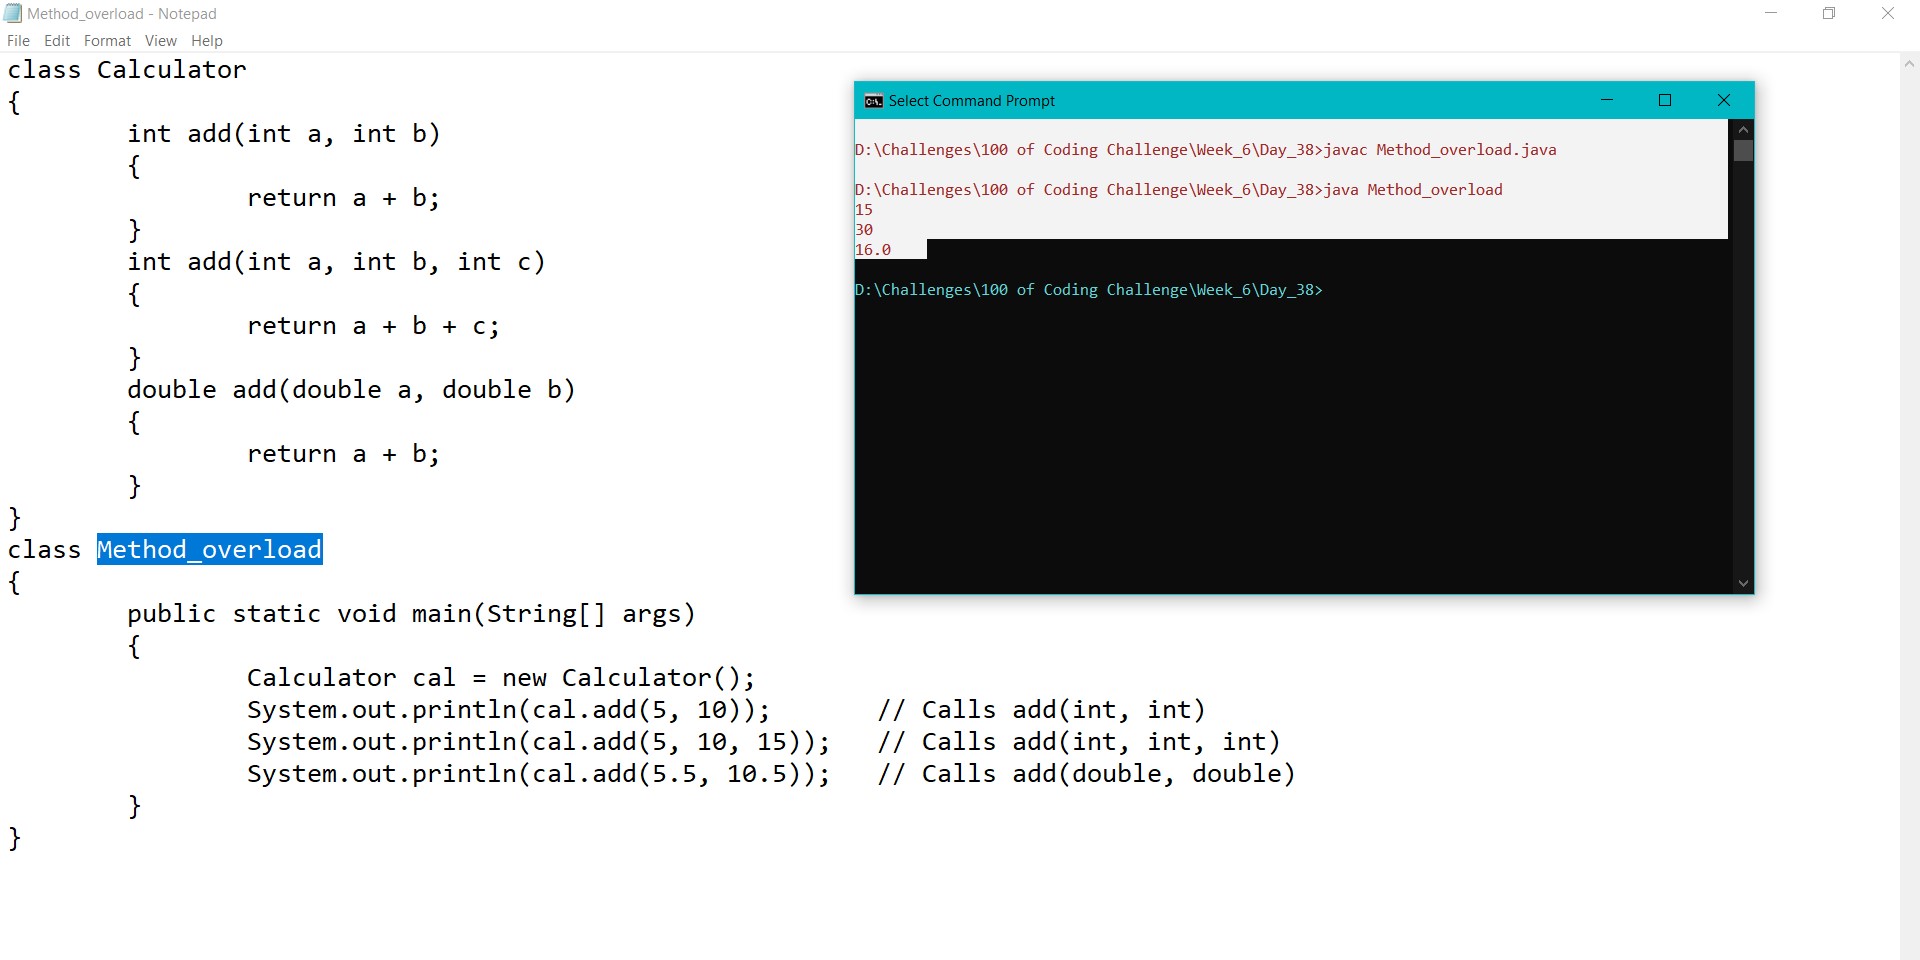 Method_overload - Notepad
File Edit Format View Help
class Calculator
{
int add(int a, int b)
{
return a + b;
}
int add(int a, int b, int c)
{
return a + b + c;
}
double add(double a, double b)
{
return a + b;
}
}
class Method_overload
{
public static void main(String[] args)
{
Calculator cal = new Calculator();
System.out.println(cal.add(5, 10)); // Calls add(int, int)
System.out.println(cal.add(5, 10, 15)); // Calls add(int, int, int)
System.out.println(cal.add(5.5, 10.5)); // Calls add(double, double)
}
}
Select Command Prompt
D:\Challenges\100 of Coding Challenge\Week_6\Day_38>javac Method_overload.java
D:\Challenges\100 of Coding Challenge\Week_6\Day_38>java Method_overload
15
30
16.0
D:\Challenges\100 of Coding Challenge\Week_6\Day_38>